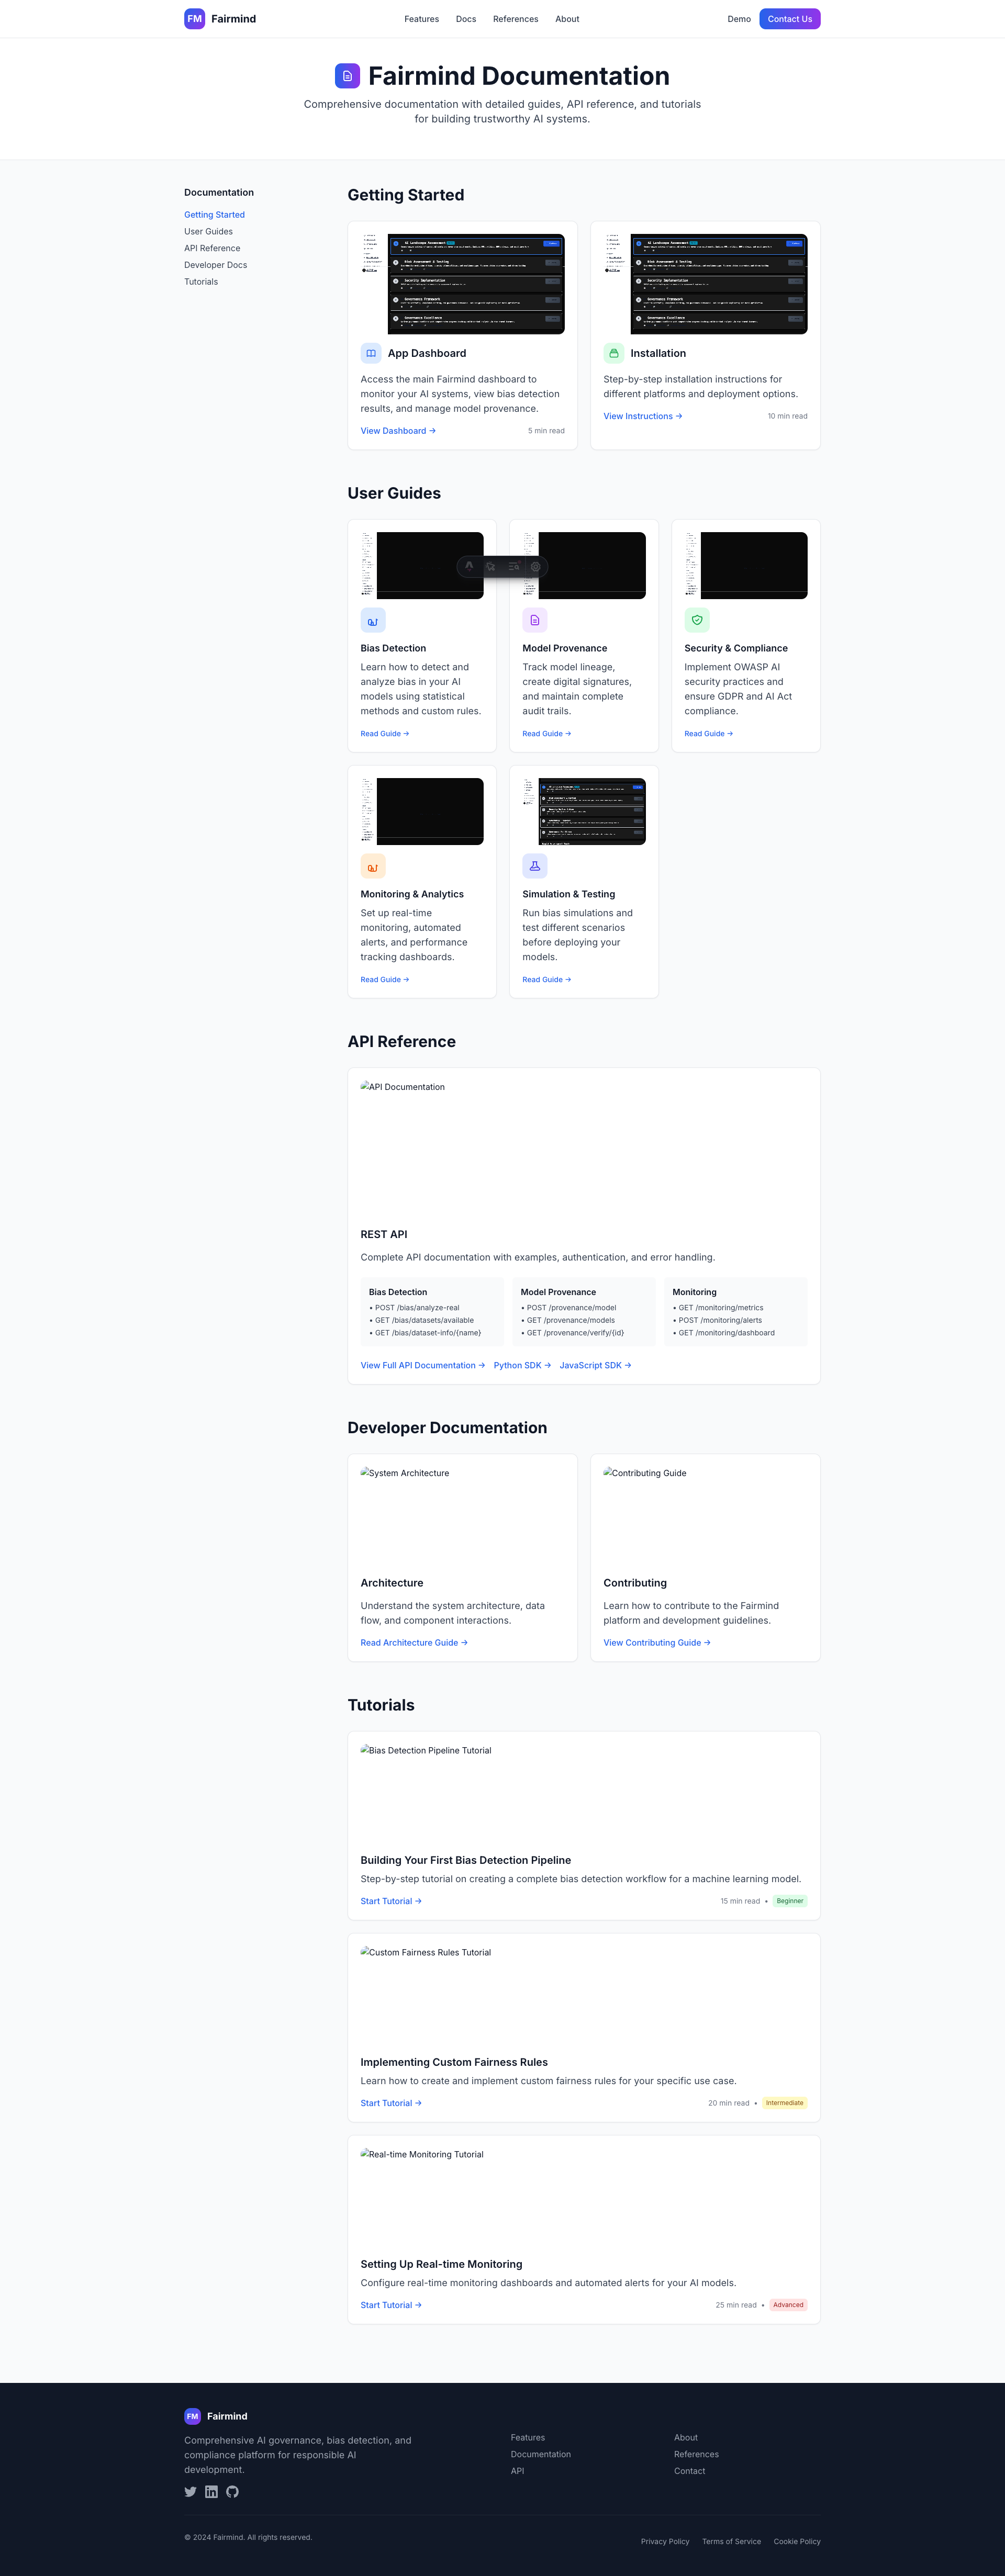 FM Fairmind
Features Docs References About
Demo Contact Us
Fairmind Documentation
Comprehensive documentation with detailed guides, API reference, and tutorials
for building trustworthy AI systems.
Documentation
Getting Started
User Guides
API Reference
Developer Docs
Tutorials
Getting Started
App Dashboard
Access the main Fairmind dashboard to
monitor your AI systems, view bias detection
results, and manage model provenance.
View Dashboard →
5 min read
Installation
Step-by-step installation instructions for
different platforms and deployment options.
View Instructions →
10 min read
User Guides
Bias Detection
Learn how to detect and
analyze bias in your AI
models using statistical
methods and custom rules.
Read Guide →
Model Provenance
Track model lineage,
create digital signatures,
and maintain complete
audit trails.
Read Guide →
Security & Compliance
Implement OWASP AI
security practices and
ensure GDPR and AI Act
compliance.
Read Guide →
Monitoring & Analytics
Set up real-time
monitoring, automated
alerts, and performance
tracking dashboards.
Read Guide →
Simulation & Testing
Run bias simulations and
test different scenarios
before deploying your
models.
Read Guide →
API Reference
API Documentation
REST API
Complete API documentation with examples, authentication, and error handling.
Bias Detection
• POST /bias/analyze-real
• GET /bias/datasets/available
• GET /bias/dataset-info/{name}
Model Provenance
• POST /provenance/model
• GET /provenance/models
• GET /provenance/verify/{id}
Monitoring
• GET /monitoring/metrics
• POST /monitoring/alerts
• GET /monitoring/dashboard
View Full API Documentation → Python SDK → JavaScript SDK →
Developer Documentation
System Architecture
Architecture
Understand the system architecture, data
flow, and component interactions.
Read Architecture Guide →
Contributing Guide
Contributing
Learn how to contribute to the Fairmind
platform and development guidelines.
View Contributing Guide →
Tutorials
Bias Detection Pipeline Tutorial
Building Your First Bias Detection Pipeline
Step-by-step tutorial on creating a complete bias detection workflow for a machine learning model.
Start Tutorial →
15 min read • Beginner
Custom Fairness Rules Tutorial
Implementing Custom Fairness Rules
Learn how to create and implement custom fairness rules for your specific use case.
Start Tutorial →
20 min read • Intermediate
Real-time Monitoring Tutorial
Setting Up Real-time Monitoring
Configure real-time monitoring dashboards and automated alerts for your AI models.
Start Tutorial →
25 min read • Advanced
FM Fairmind
Comprehensive AI governance, bias detection, and
compliance platform for responsible AI
development.
Features
Documentation
API
About
References
Contact
© 2024 Fairmind. All rights reserved.
Privacy Policy Terms of Service Cookie Policy